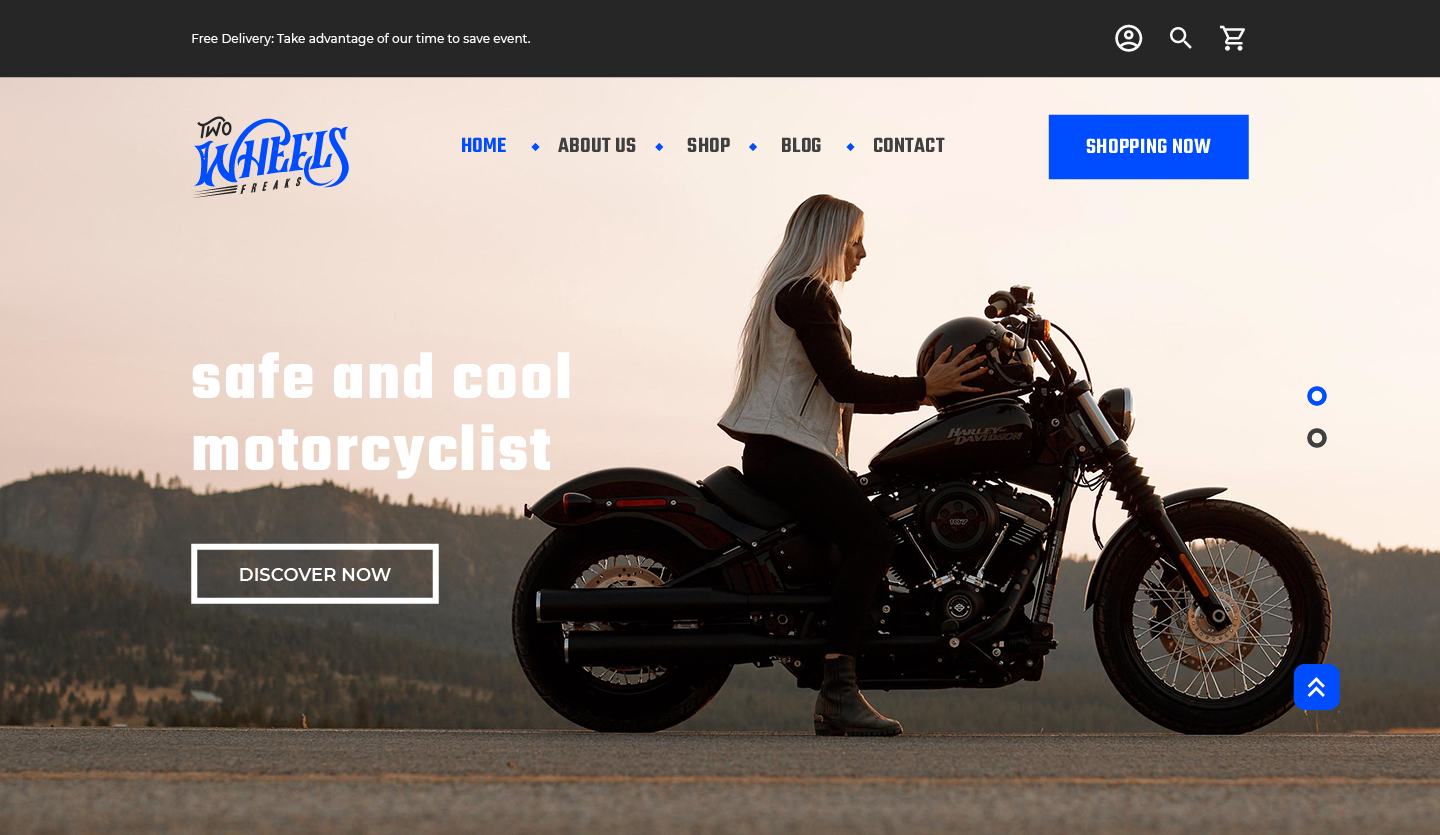 Free Delivery: Take advantage of our time to save event.
TWO
WHEELS
FREAKS
HOME ABOUT US SHOP BLOG CONTACT
SHOPPING NOW
safe and cool
motorcyclist
HARLEY-
DAVIDSON
107
DISCOVER NOW